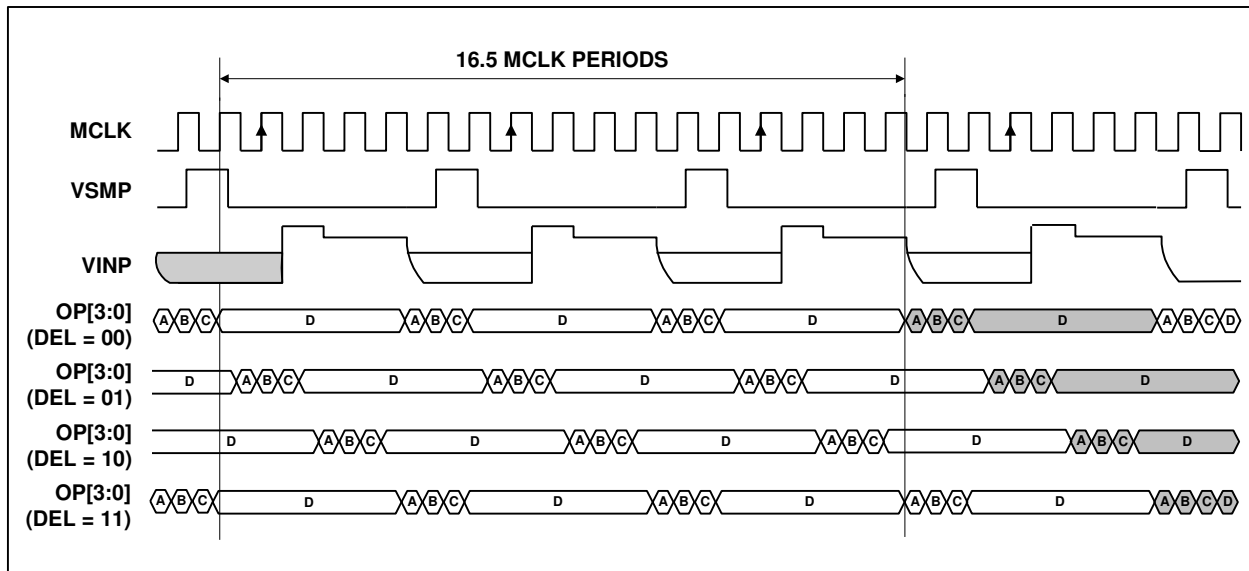 16.5 MCLK PERIODS
MCLK
VSMP
VINP
OP[3:0]
(DEL = 00)
A B C D A B C D A B C D A B C D A B C D
OP[3:0]
(DEL = 01)
D A B C D A B C D A B C D A B C D
OP[3:0]
(DEL = 10)
D A B C D A B C D A B C D A B C D
OP[3:0]
(DEL = 11)
A B C D A B C D A B C D A B C D A B C D